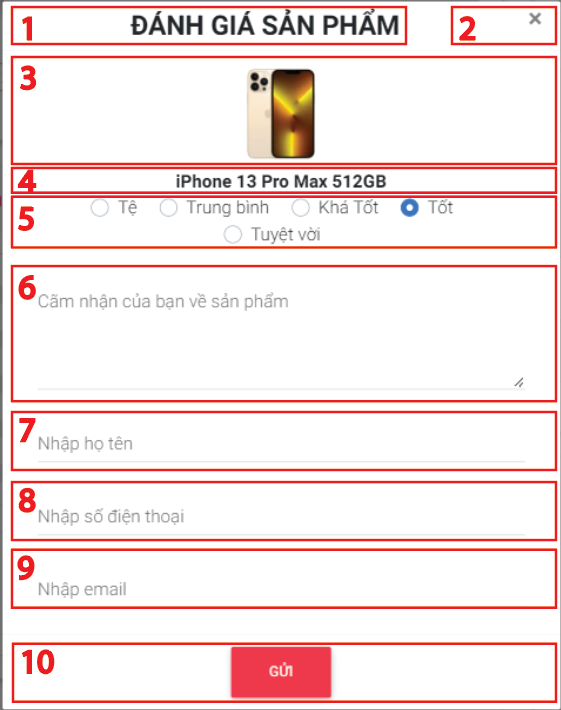 1 ĐÁNH GIÁ SẢN PHẨM 2 ×
3
4 iPhone 13 Pro Max 512GB
5 Tệ Trung bình Khá Tốt Tốt
Tuyệt vời
6 Cãm nhận của bạn về sản phẩm
7 Nhập họ tên
8 Nhập số điện thoại
9 Nhập email
10 GỬI